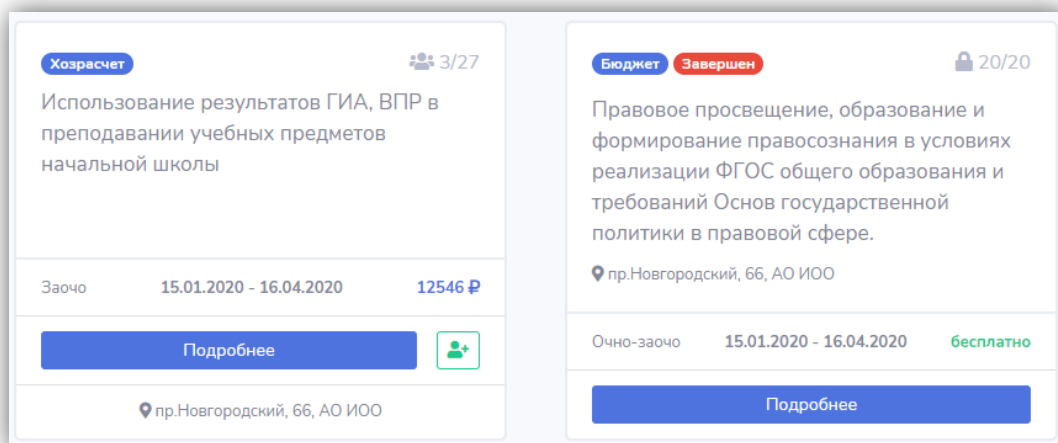 Хозрасчет
3/27
Использование результатов ГИА, ВПР в
преподавании учебных предметов
начальной школы
Заочо
15.01.2020 - 16.04.2020
12546 ₽
Подробнее
пр.Новгородский, 66, АО ИОО
Бюджет
Завершен
20/20
Правовое просвещение, образование и
формирование правосознания в условиях
реализации ФГОС общего образования и
требований Основ государственной
политики в правовой сфере.
пр.Новгородский, 66, АО ИОО
Очно-заочо
15.01.2020 - 16.04.2020
бесплатно
Подробнее